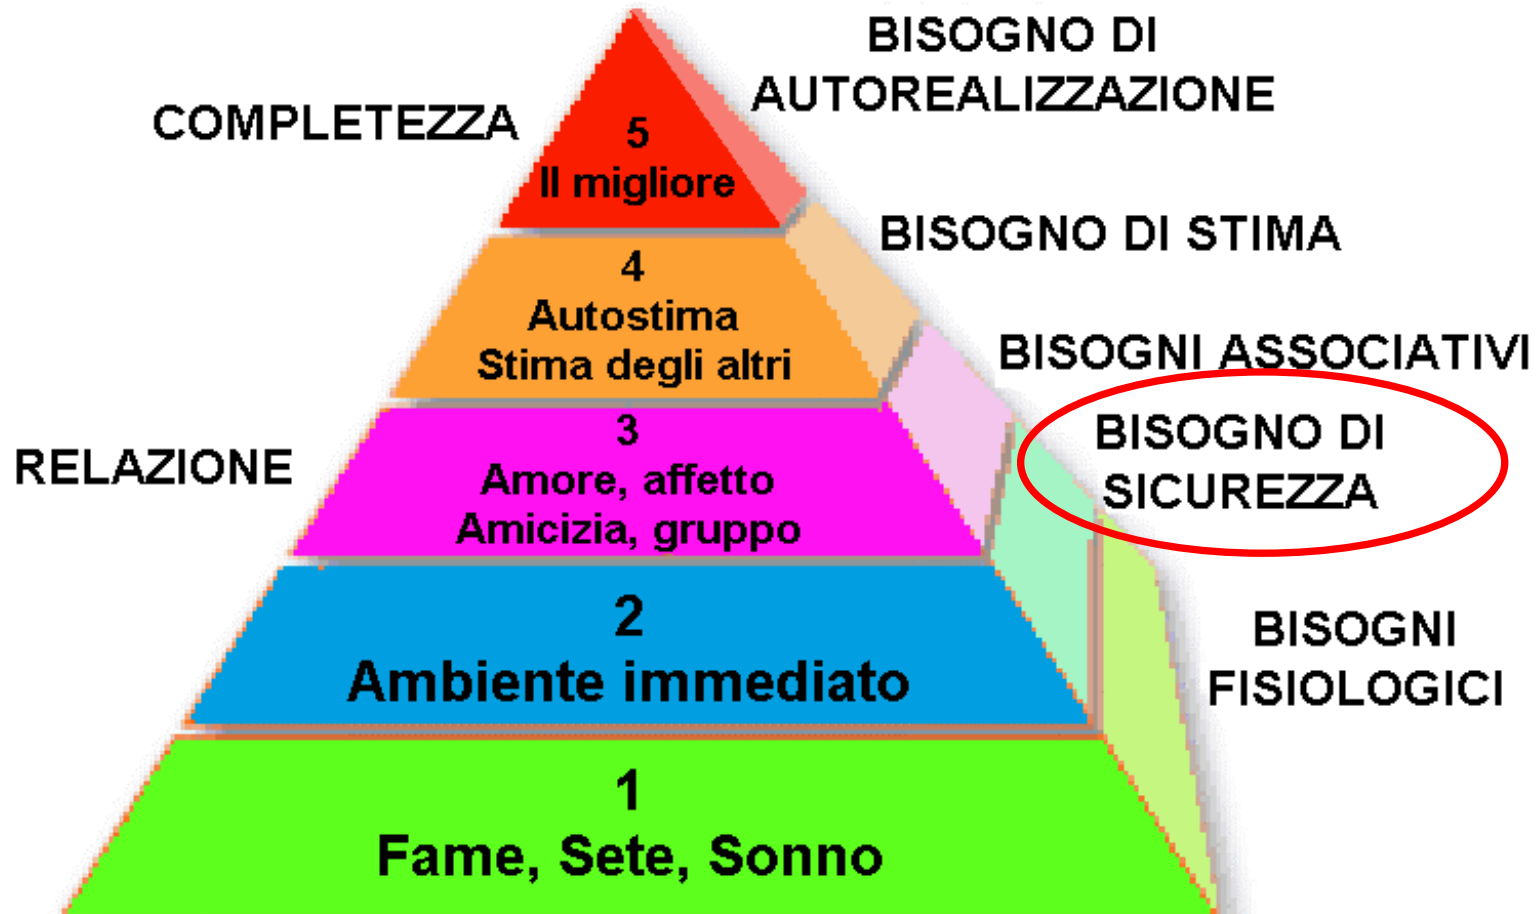 BISOGNO DI
AUTOREALIZZAZIONE
COMPLETEZZA
5
Il migliore
BISOGNO DI STIMA
4
Autostima
Stima degli altri
BISOGNI ASSOCIATIVI
3
Amore, affetto
Amicizia, gruppo
RELAZIONE
BISOGNO DI
SICUREZZA
2
Ambiente immediato
BISOGNI
FISIOLOGICI
1
Fame, Sete, Sonno